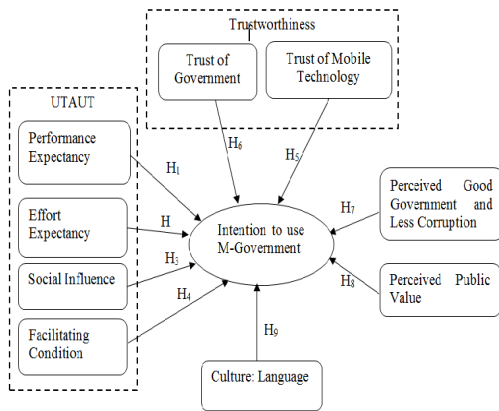 Trustworthiness
Trust of
Government
Trust of Mobile
Technology
UTAUT
Performance
Expectancy
Effort
Expectancy
Social Influence
Facilitating
Condition
H6
H5
H1
H
H3
H4
Intention to use
M-Government
H7
H8
H9
Perceived Good
Government and
Less Corruption
Perceived Public
Value
Culture: Language